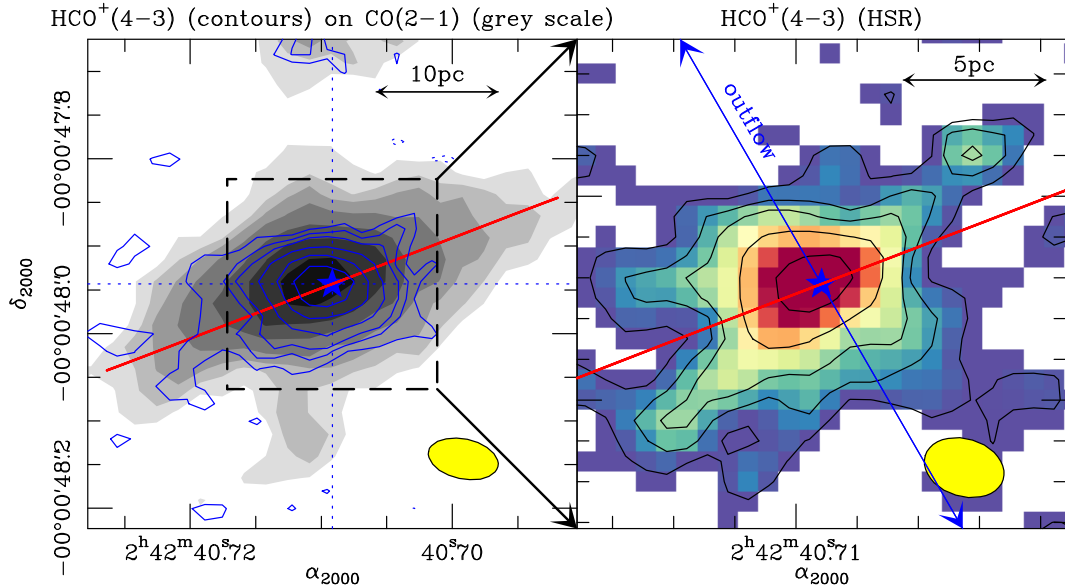 HCO⁺(4−3) (contours) on CO(2−1) (grey scale)
HCO⁺(4−3) (HSR)
10pc
5pc
outflow
−00°00'47".8
−00°00'48".0
−00°00'48".2
δ2000
2ʰ42ᵐ40.ˢ72
40.ˢ70
α2000
2ʰ42ᵐ40.ˢ71
α2000